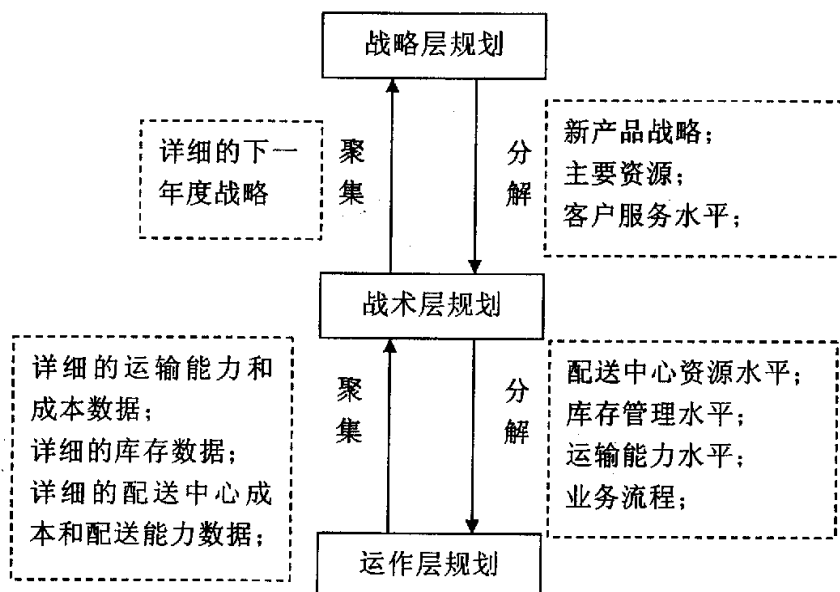 战略层规划
详细的下一
年度战略
聚
集
分
解
新产品战略；
主要资源；
客户服务水平；
战术层规划
详细的运输能力和
成本数据；
详细的库存数据；
详细的配送中心成
本和配送能力数据；
聚
集
分
解
配送中心资源水平；
库存管理水平；
运输能力水平；
业务流程；
运作层规划